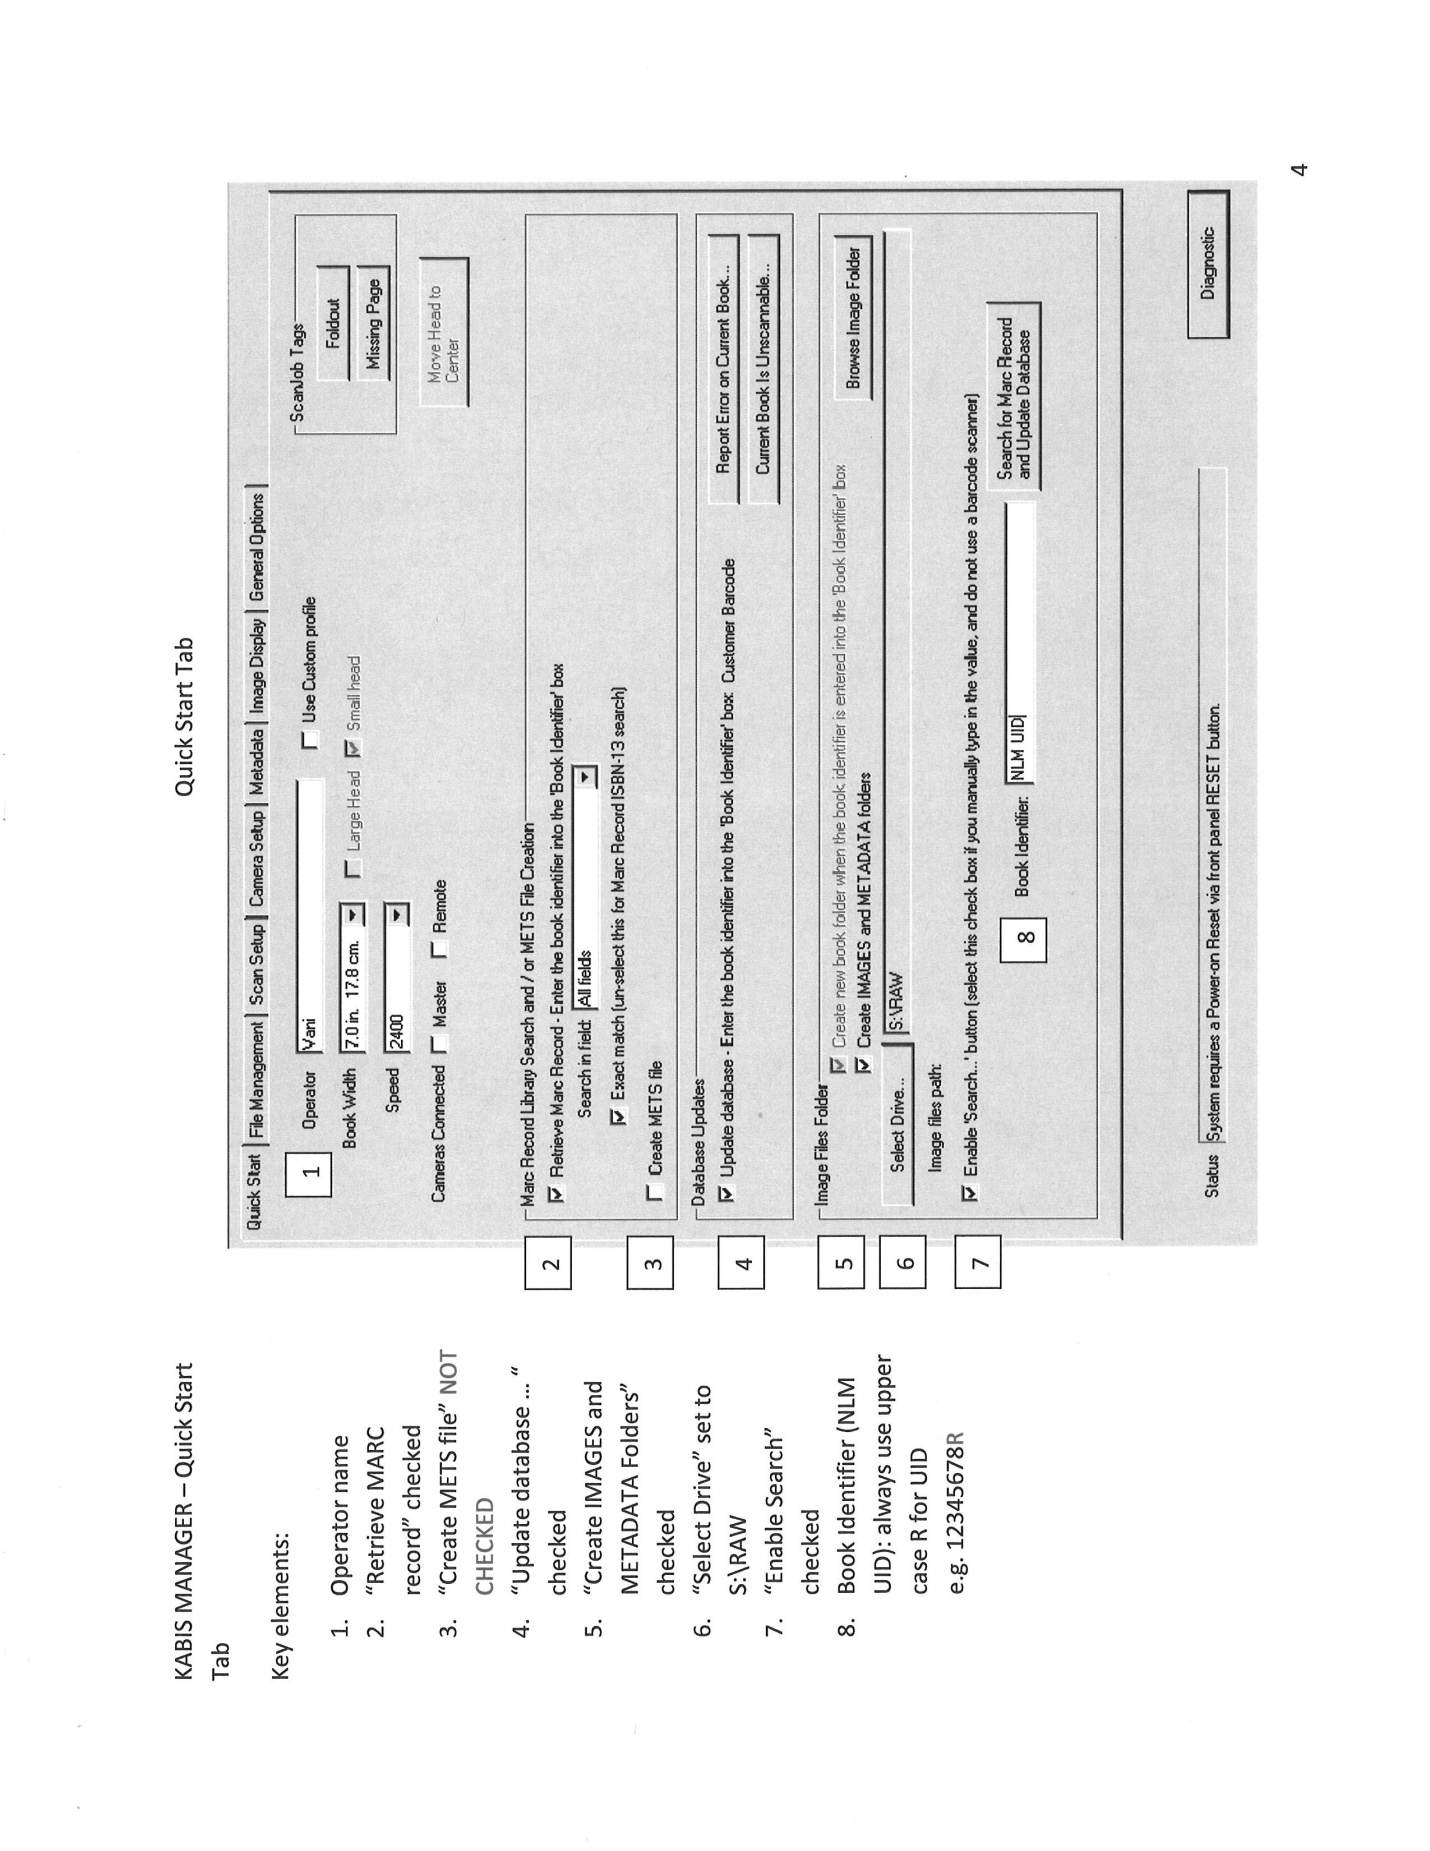 Quick Start Tab
KABIS MANAGER – Quick Start
Tab
Key elements:
1. Operator name
2. “Retrieve MARC
record” checked
3. “Create METS file” NOT
CHECKED
4. “Update database ... “
checked
5. “Create IMAGES and
METADATA Folders”
checked
6. “Select Drive” set to
S:\RAW
7. “Enable Search”
checked
8. Book Identifier (NLM
UID): always use upper
case R for UID
e.g. 12345678R
Quick Start File Management Scan Setup Camera Setup Metadata Image Display General Options
1
Operator Vani Use Custom profile
Book Width 7.0 in. 17.8 cm. Large Head Small head
Speed 2400
Cameras Connected Master Remote
ScanJob Tags
Foldout
Missing Page
Move Head to
Center
2
Marc Record Library Search and / or METS File Creation
Retrieve Marc Record - Enter the book identifier into the 'Book Identifier' box
Search in field: All fields
Exact match (un-select this for Marc Record ISBN-13 search)
3
Create METS file
Database Updates
4
Update database - Enter the book identifier into the 'Book Identifier' box: Customer Barcode
Report Error on Current Book...
Current Book Is Unscannable...
5
Image Files Folder
Create new book folder when the book identifier is entered into the 'Book Identifier' box
Create IMAGES and METADATA folders
Browse Image Folder
6
Select Drive... S:\RAW
Image files path:
7
Enable 'Search...' button (select this check box if you manually type in the value, and do not use a barcode scanner)
8
Book Identifier: NLM UID
Search for Marc Record
and Update Database
Status System requires a Power-on Reset via front panel RESET button.
Diagnostic
4